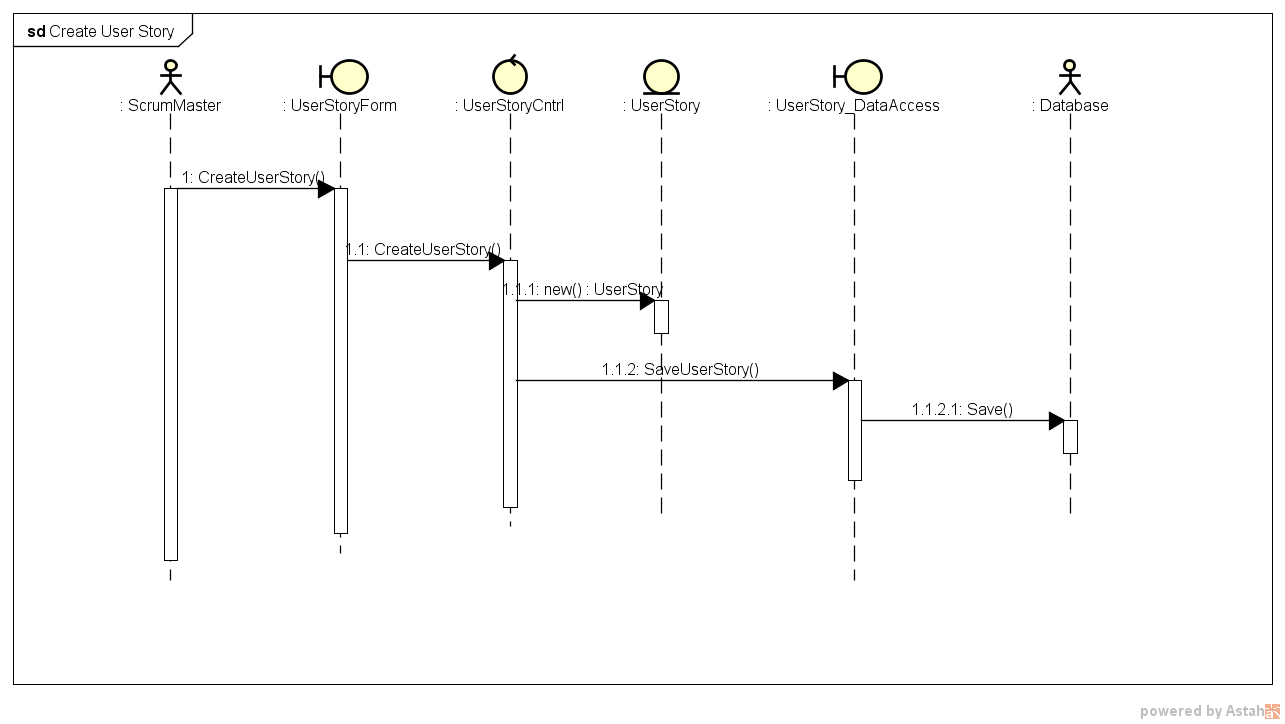 sd Create User Story
: ScrumMaster
: UserStoryForm
: UserStoryCntrl
: UserStory
: UserStory_DataAccess
: Database
1: CreateUserStory()
1.1: CreateUserStory()
1.1.1: new() : UserStory
1.1.2: SaveUserStory()
1.1.2.1: Save()
powered by Astah